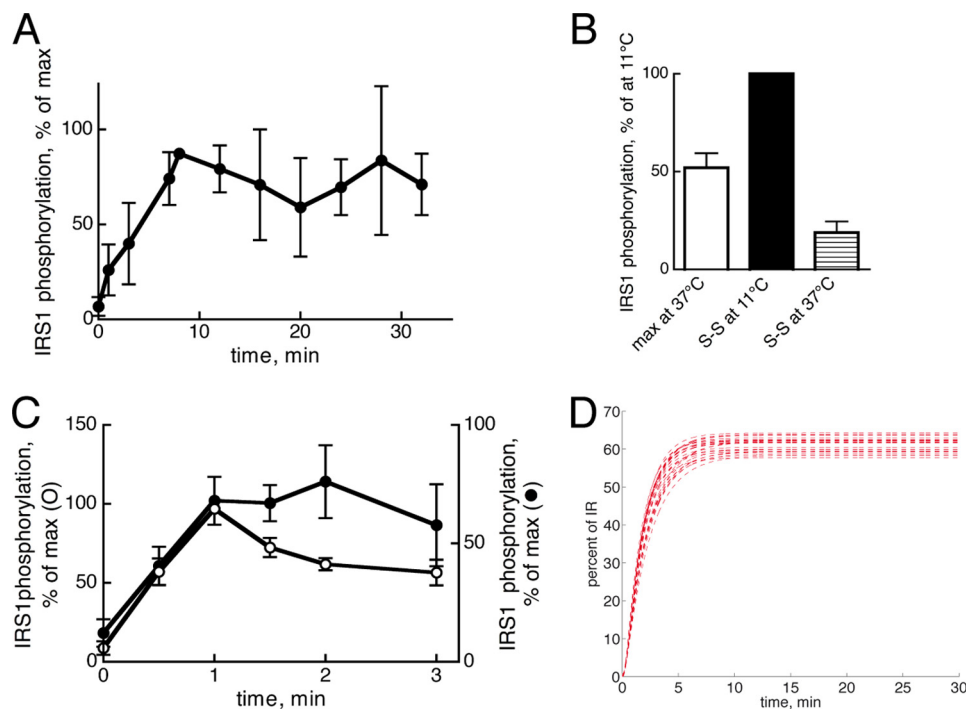 A
IRS1 phosphorylation, % of max
100
50
0
0 10 20 30
time, min
B
IRS1 phosphorylation, % of at 11°C
100
50
0
max at 37°C
S-S at 11°C
S-S at 37°C
C
IRS1phosphorylation,
% of max (O)
150
100
50
0
0 1 2 3
time, min
100
50
0
IRS1 phosphorylation,
% of max (●)
D
percent of IR
70
60
50
40
30
20
10
0
0 5 10 15 20 25 30
time, min